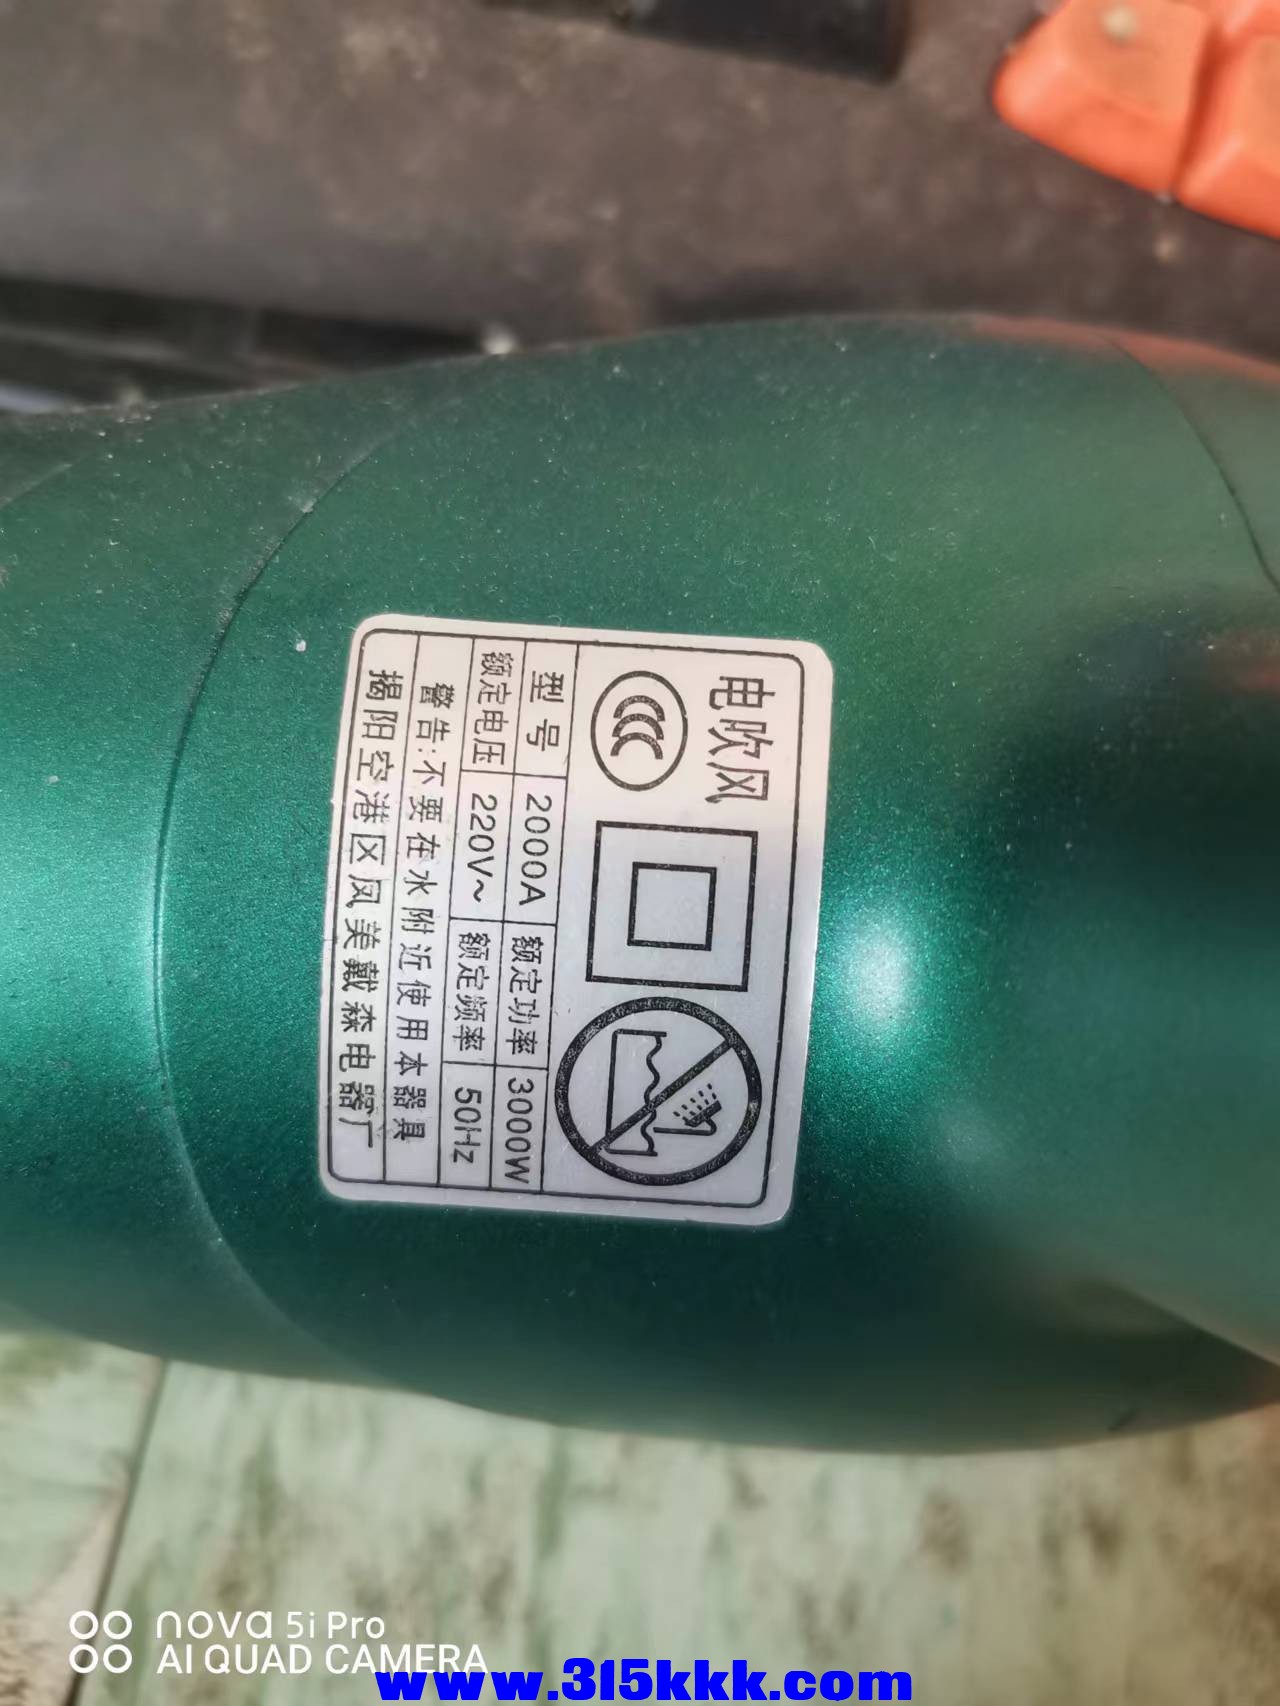 电吹风
型号 2000A 额定功率 3000W
额定电压 220V~ 额定频率 50Hz
警告:不要在水附近使用本器具
揭阳空港区凤美戴森电器厂
nova 5i Pro
AI QUAD CAMERA
www.315kkk.com